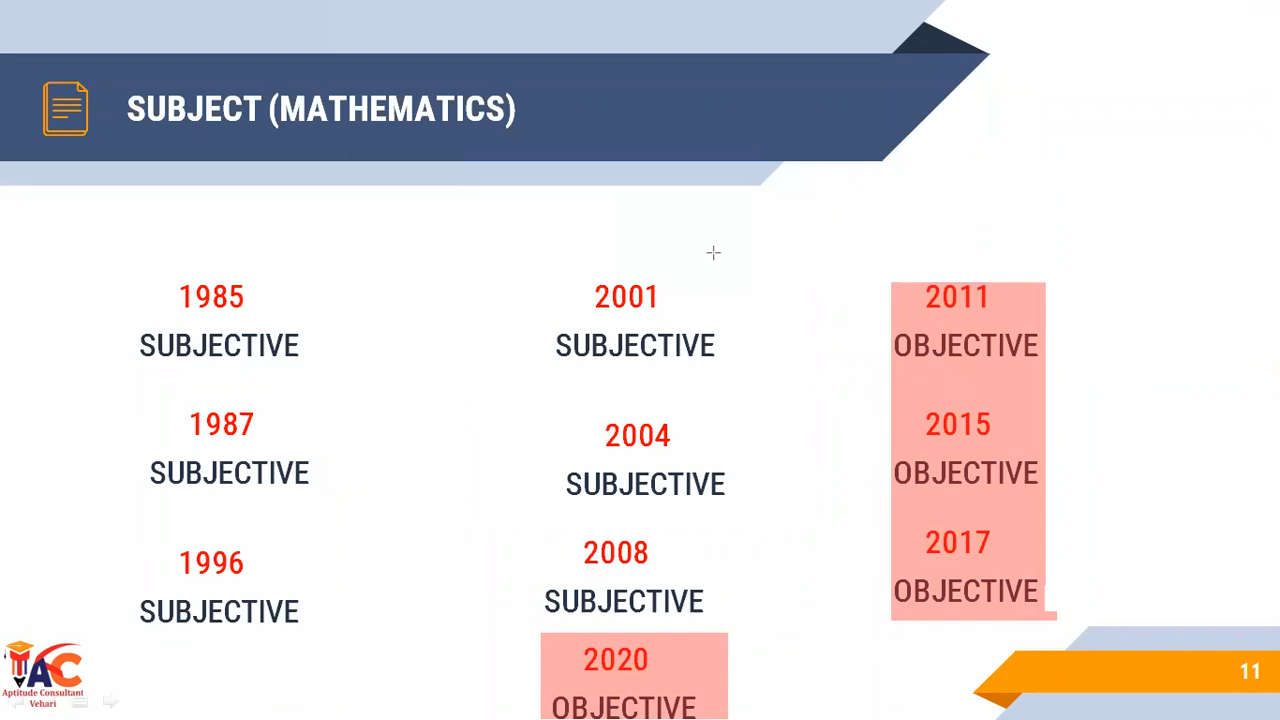 SUBJECT (MATHEMATICS)
1985
SUBJECTIVE
1987
SUBJECTIVE
1996
SUBJECTIVE
2001
SUBJECTIVE
2004
SUBJECTIVE
2008
SUBJECTIVE
2020
OBJECTIVE
2011
OBJECTIVE
2015
OBJECTIVE
2017
OBJECTIVE
AC
Aptitude Consultant
Vehari
11